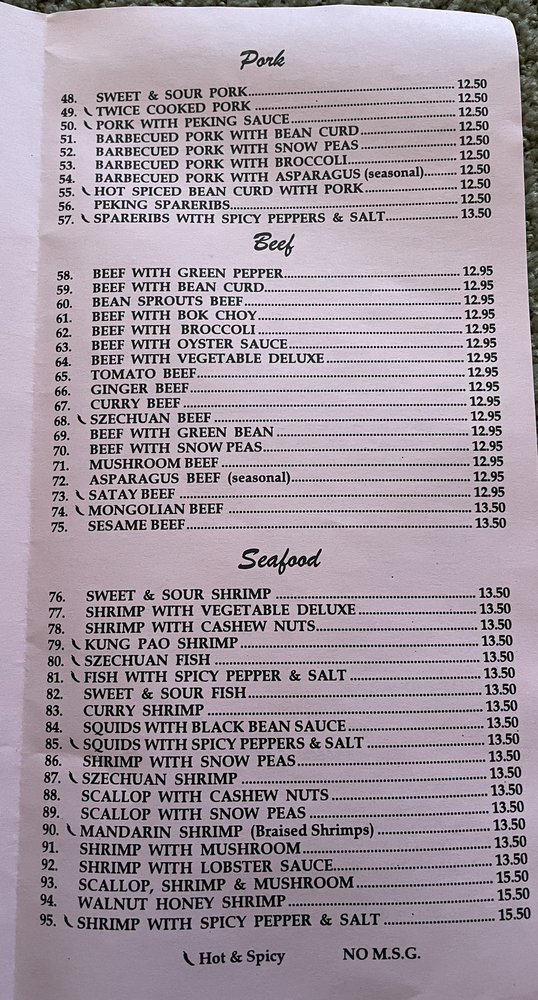 Pork
48. SWEET & SOUR PORK 12.50
49. TWICE COOKED PORK 12.50
50. PORK WITH PEKING SAUCE 12.50
51. BARBECUED PORK WITH BEAN CURD 12.50
52. BARBECUED PORK WITH SNOW PEAS 12.50
53. BARBECUED PORK WITH BROCCOLI 12.50
54. BARBECUED PORK WITH ASPARAGUS (seasonal) 12.50
55. HOT SPICED BEAN CURD WITH PORK 12.50
56. PEKING SPARERIBS 12.50
57. SPARERIBS WITH SPICY PEPPERS & SALT 13.50
Beef
58. BEEF WITH GREEN PEPPER 12.95
59. BEEF WITH BEAN CURD 12.95
60. BEAN SPROUTS BEEF 12.95
61. BEEF WITH BOK CHOY 12.95
62. BEEF WITH BROCCOLI 12.95
63. BEEF WITH OYSTER SAUCE 12.95
64. BEEF WITH VEGETABLE DELUXE 12.95
65. TOMATO BEEF 12.95
66. GINGER BEEF 12.95
67. CURRY BEEF 12.95
68. SZECHUAN BEEF 12.95
69. BEEF WITH GREEN BEAN 12.95
70. BEEF WITH SNOW PEAS 12.95
71. MUSHROOM BEEF 12.95
72. ASPARAGUS BEEF (seasonal) 12.95
73. SATAY BEEF 12.95
74. MONGOLIAN BEEF 13.50
75. SESAME BEEF 13.50
Seafood
76. SWEET & SOUR SHRIMP 13.50
77. SHRIMP WITH VEGETABLE DELUXE 13.50
78. SHRIMP WITH CASHEW NUTS 13.50
79. KUNG PAO SHRIMP 13.50
80. SZECHUAN FISH 13.50
81. FISH WITH SPICY PEPPER & SALT 13.50
82. SWEET & SOUR FISH 13.50
83. CURRY SHRIMP 13.50
84. SQUIDS WITH BLACK BEAN SAUCE 13.50
85. SQUIDS WITH SPICY PEPPERS & SALT 13.50
86. SHRIMP WITH SNOW PEAS 13.50
87. SZECHUAN SHRIMP 13.50
88. SCALLOP WITH CASHEW NUTS 13.50
89. SCALLOP WITH SNOW PEAS 13.50
90. MANDARIN SHRIMP (Braised Shrimps) 13.50
91. SHRIMP WITH MUSHROOM 13.50
92. SHRIMP WITH LOBSTER SAUCE 13.50
93. SCALLOP, SHRIMP & MUSHROOM 15.50
94. WALNUT HONEY SHRIMP 15.50
95. SHRIMP WITH SPICY PEPPER & SALT 15.50
Hot & Spicy NO M.S.G.